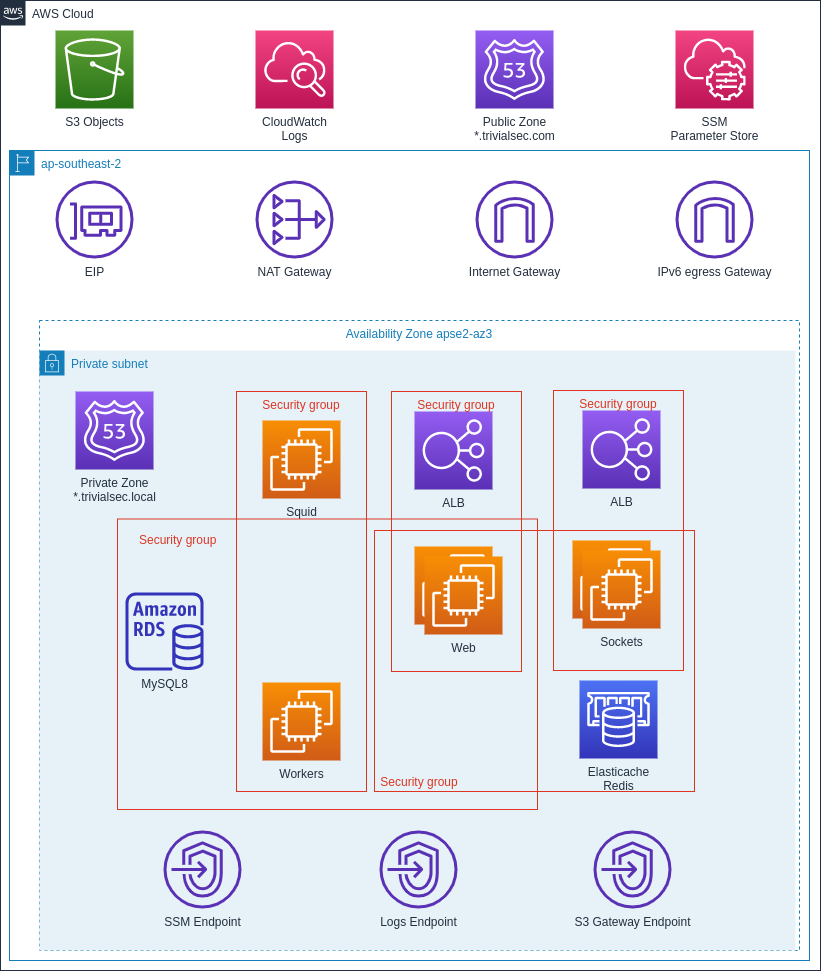 aws
AWS Cloud
S3 Objects
CloudWatch
Logs
53
Public Zone
*.trivialsec.com
SSM
Parameter Store
ap-southeast-2
EIP
NAT Gateway
Internet Gateway
IPv6 egress Gateway
Availability Zone apse2-az3
Private subnet
53
Private Zone
*.trivialsec.local
Security group
Squid
Security group
ALB
Security group
ALB
Security group
Amazon
RDS
MySQL8
Web
Sockets
Workers
Elasticache
Redis
Security group
SSM Endpoint
Logs Endpoint
S3 Gateway Endpoint